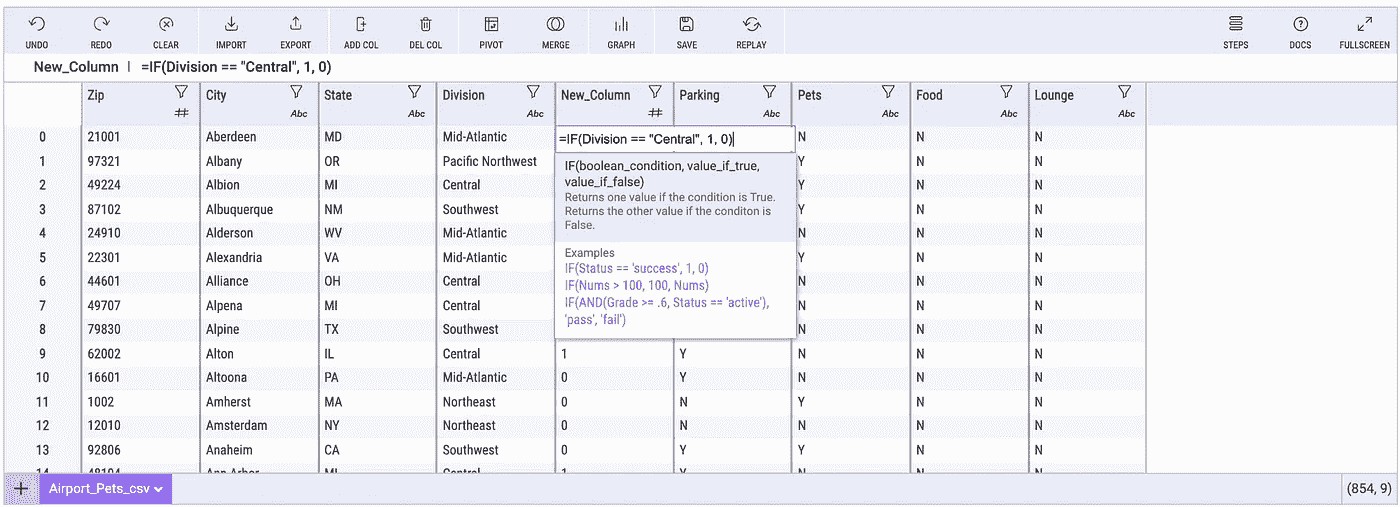 UNDO REDO CLEAR IMPORT EXPORT ADD COL DEL COL PIVOT MERGE GRAPH SAVE REPLAY STEPS DOCS FULLSCREEN
New_Column | =IF(Division == "Central", 1, 0)
Zip City State Division New_Column Parking Pets Food Lounge
## Abc Abc Abc ## Abc Abc Abc Abc
0 21001 Aberdeen MD Mid-Atlantic =IF(Division == "Central", 1, 0) N N N
1 97321 Albany OR Pacific Northwest Y N N
IF(boolean_condition, value_if_true,
value_if_false)
Returns one value if the condition is True.
Returns the other value if the conditon is
False.
Examples
IF(Status == 'success', 1, 0)
IF(Nums > 100, 100, Nums)
IF(AND(Grade >= .6, Status == 'active'),
'pass', 'fail')
2 49224 Albion MI Central Y N N
3 87102 Albuquerque NM Southwest Y N N
4 24910 Alderson WV Mid-Atlantic N N N
5 22301 Alexandria VA Mid-Atlantic Y N N
6 44601 Alliance OH Central N N N
7 49707 Alpena MI Central N N N
8 79830 Alpine TX Southwest N N N
9 62002 Alton IL Central 1 Y N N N
10 16601 Altoona PA Mid-Atlantic 0 Y N N N
11 1002 Amherst MA Northeast 0 N Y N N
12 12010 Amsterdam NY Northeast 0 N N N N
13 92806 Anaheim CA Southwest 0 Y Y N N
14 48104 Ann Arbor MI Central 1 Y N N N
+ Airport_Pets_csv (854, 9)